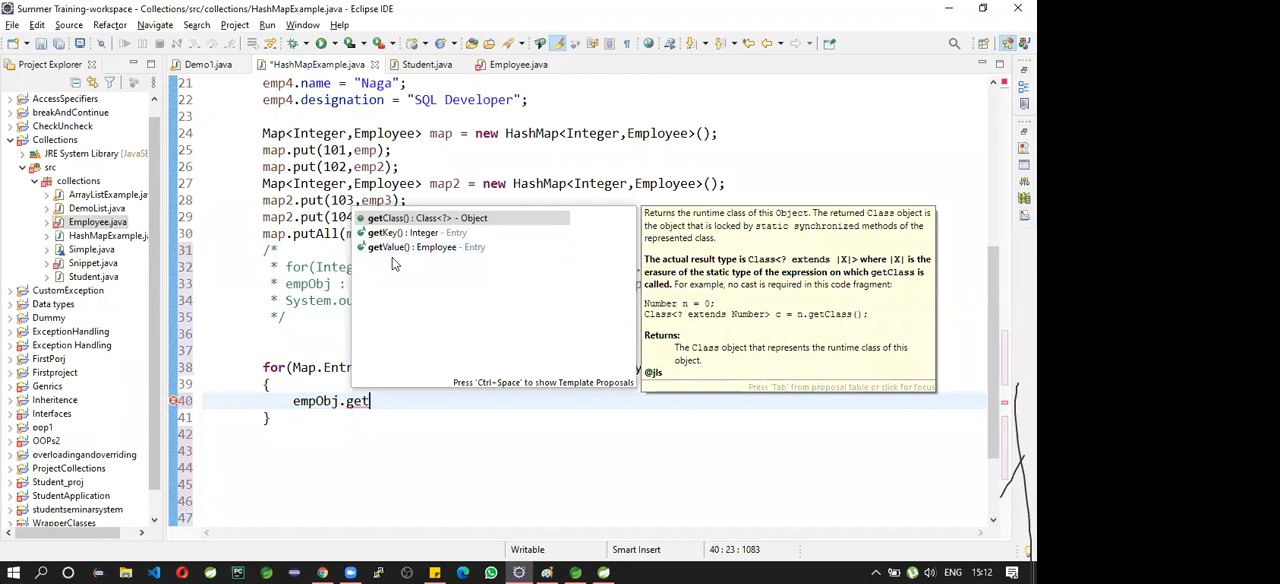 Summer Training-workspace - Collections/src/collections/HashMapExample.java - Eclipse IDE
File Edit Source Refactor Navigate Search Project Run Window Help
Project Explorer
Demo1.java *HashMapExample.java Student.java Employee.java
AccessSpecifiers
breakAndContinue
CheckUncheck
Collections
JRE System Library [JavaSE
src
collections
ArrayListExample.ja
DemoList.java
Employee.java
HashMapExample.ja
Simple.java
Snippet.java
Student.java
CustomException
Data types
Dummy
ExceptionHandling
Exception Handling
FirstPorj
Firstproject
Genrics
Inheritence
Interfaces
oop1
OOPs2
overloadingandoverriding
ProjectCollections
Student_proj
StudentApplication
studentseminarsystem
WrapperClasses
21 emp4.name = "Naga";
22 emp4.designation = "SQL Developer";
23
24 Map<Integer,Employee> map = new HashMap<Integer,Employee>();
25 map.put(101,emp);
26 map.put(102,emp2);
27 Map<Integer,Employee> map2 = new HashMap<Integer,Employee>();
28 map2.put(103,emp3);
29 map2.put(104
30 map.putAll(m
31 /*
32 * for(Integ
33 * empObj :
34 * System.ou
35 */
36
37
38 for(Map.Entr
39 {
40 empObj.get
41 }
42
43
44
45
46
47
getClass() : Class<?> - Object
getKey() : Integer - Entry
getValue() : Employee - Entry
Press 'Ctrl+Space' to show Template Proposals
Returns the runtime class of this Object. The returned Class object is
the object that is locked by static synchronized methods of the
represented class.
The actual result type is Class<? extends |X|> where |X| is
the erasure of the static type of the expression on which getClass is
called. For example, no cast is required in this code fragment:
Number n = 0;
Class<? extends Number> c = n.getClass();
Returns:
The Class object that represents the runtime class of this
object.
@jls
Press 'Tab' from proposal table or click for focus
Writable Smart Insert 40 : 23 : 1083
ENG 15:12